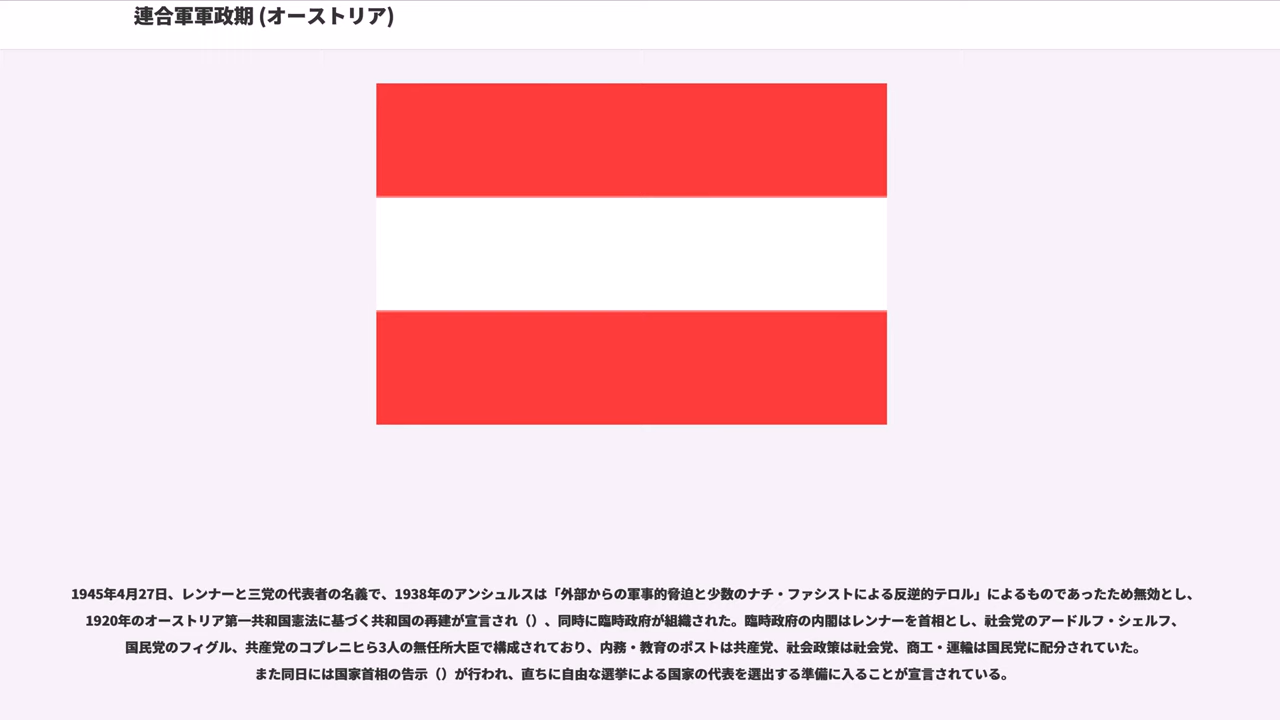 連合軍軍政期 (オーストリア)
1945年4月27日、レンナーと三党の代表者の名義で、1938年のアンシュルスは「外部からの軍事的脅迫と少数のナチ・ファシストによる反逆的テロル」によるものであったため無効とし、
1920年のオーストリア第一共和国憲法に基づく共和国の再建が宣言され（）、同時に臨時政府が組織された。臨時政府の内閣はレンナーを首相とし、社会党のアードルフ・シェルフ、
国民党のフィグル、共産党のコプレニヒら3人の無任所大臣で構成されており、内務・教育のポストは共産党、社会政策は社会党、商工・運輸は国民党に配分されていた。
また同日には国家首相の告示（）が行われ、直ちに自由な選挙による国家の代表を選出する準備に入ることが宣言されている。